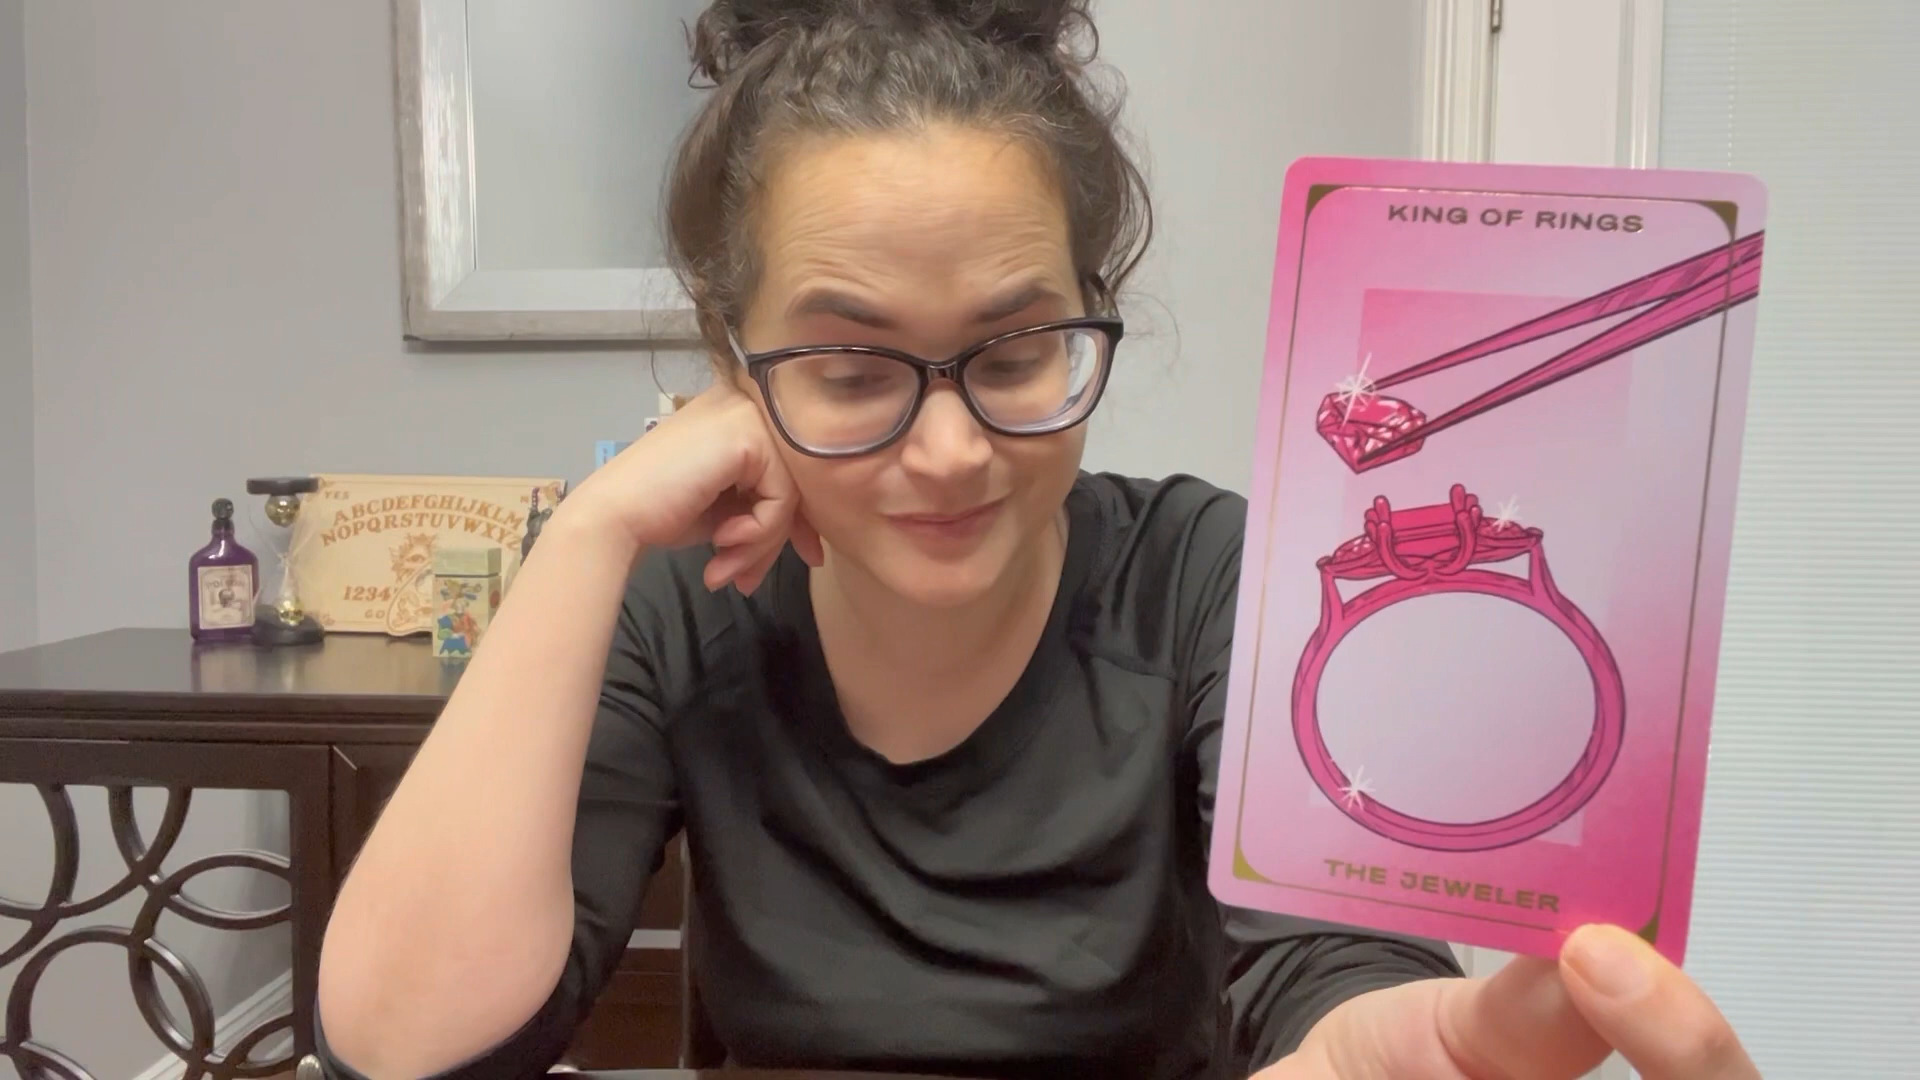 KING OF RINGS
THE JEWELER
YES
ABCDEFGHIJKLM
NOPQRSTUVWXYZ
1234
GO